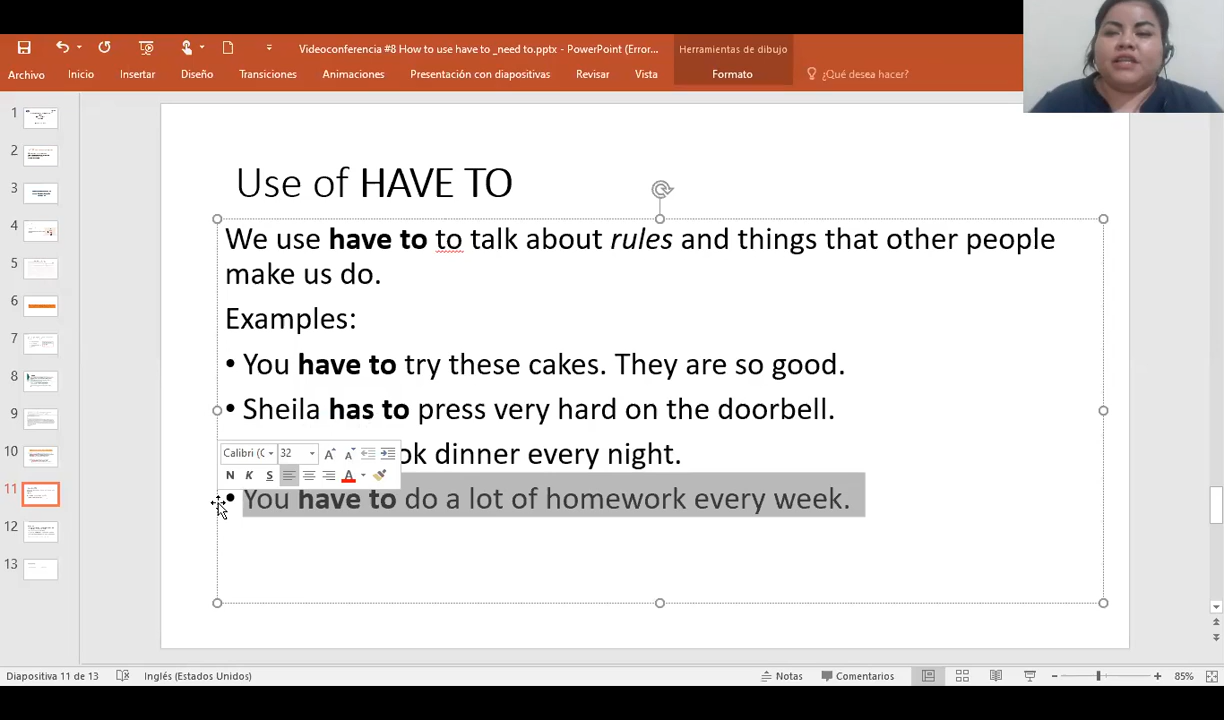 Videoconferencia #8 How to use have to _need to.pptx - PowerPoint (Error...
Herramientas de dibujo
Archivo Inicio Insertar Diseño Transiciones Animaciones Presentación con diapositivas Revisar Vista Formato ¿Qué desea hacer?
Use of HAVE TO
We use have to to talk about rules and things that other people
make us do.
Examples:
• You have to try these cakes. They are so good.
• Sheila has to press very hard on the doorbell.
ok dinner every night.
Calibri (C 32
N K S A
• You have to do a lot of homework every week.
1
2
3
4
5
6
7
8
9
10
11
12
13
Diapositiva 11 de 13 Inglés (Estados Unidos) Notas Comentarios 85%